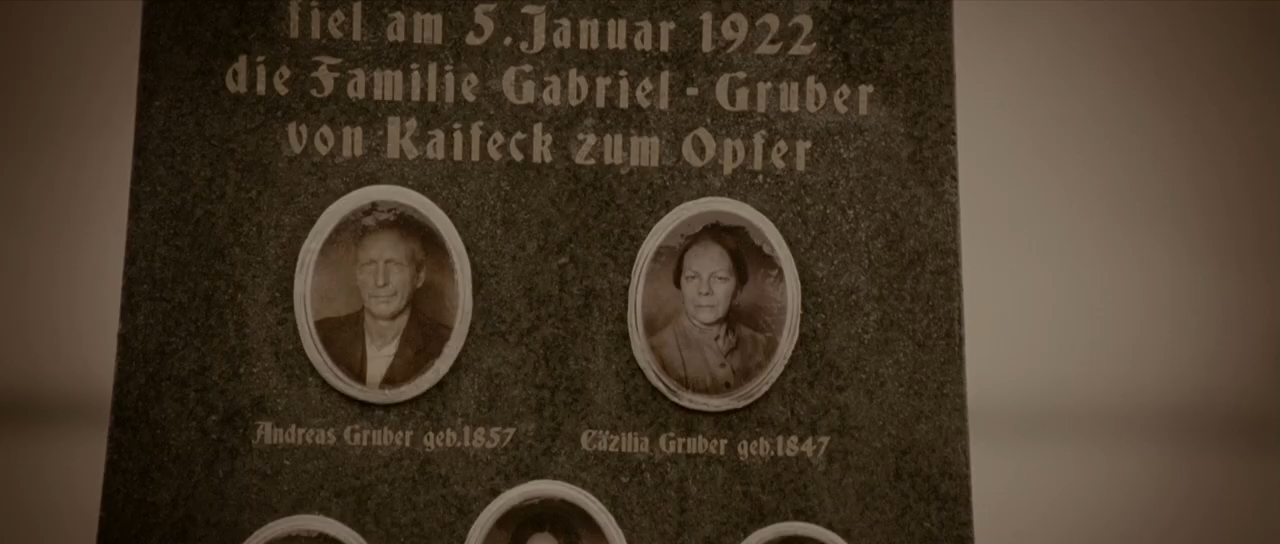 fiel am 5. Januar 1922
die Familie Gabriel - Gruber
von Kaifeck zum Opfer
Andreas Gruber geb.1857
Cäzilia Gruber geb.1847